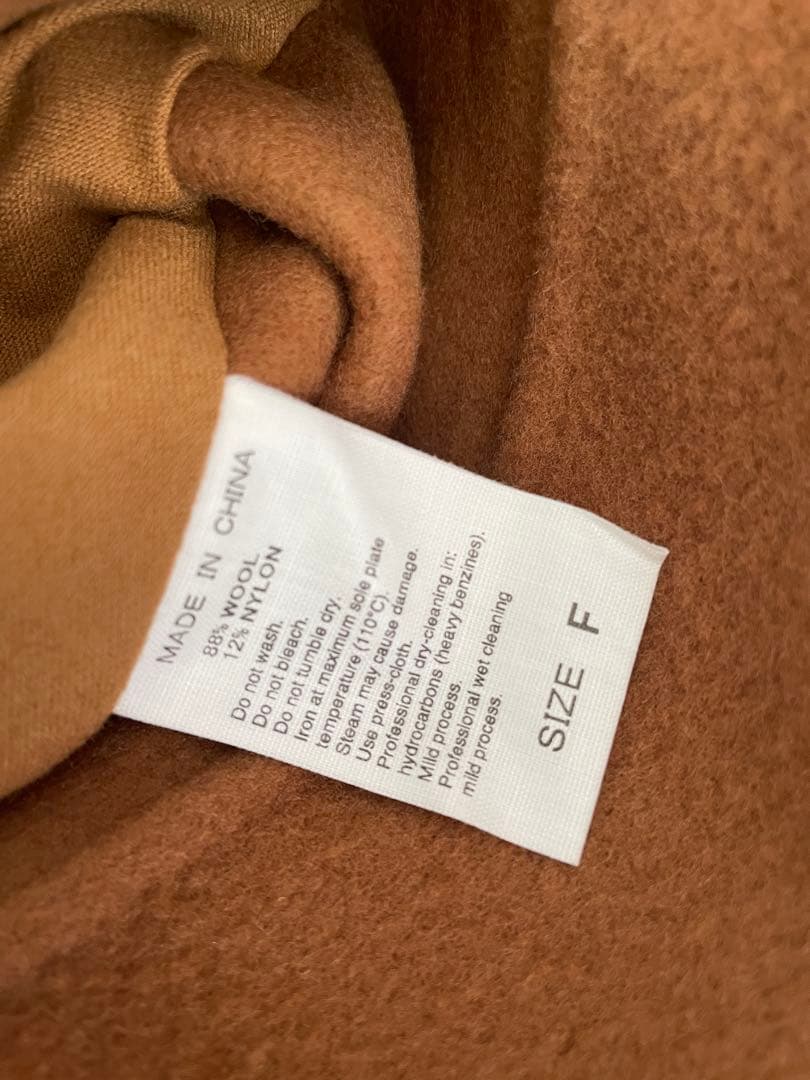 MADE IN CHINA
88% WOOL
12% NYLON
Do not wash.
Do not bleach.
Do not tumble dry.
Iron at maximum sole plate
temperature (110°C).
Steam may cause damage.
Use press-cloth.
Professional dry-cleaning in:
hydrocarbons (heavy benzines).
Mild process.
Professional wet cleaning
mild process.
SIZE F